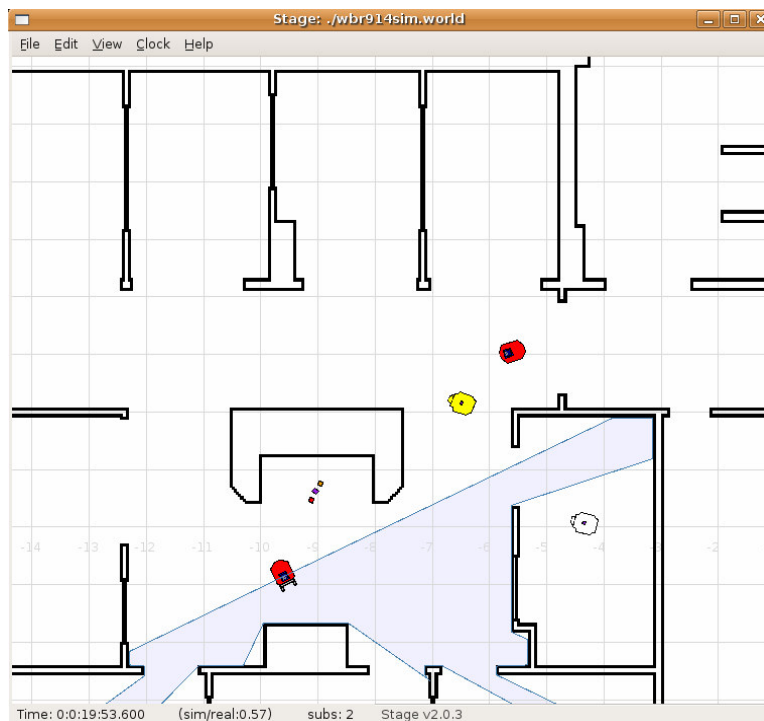 Stage: ./wbr914sim.world
File Edit View Clock Help
-14 -12 -11 -10 -9 -8 -7 -6 -5 -4 -3 -2
Time: 0:0:19:53.600 (sim/real:0.57) subs: 2 Stage v2.0.3